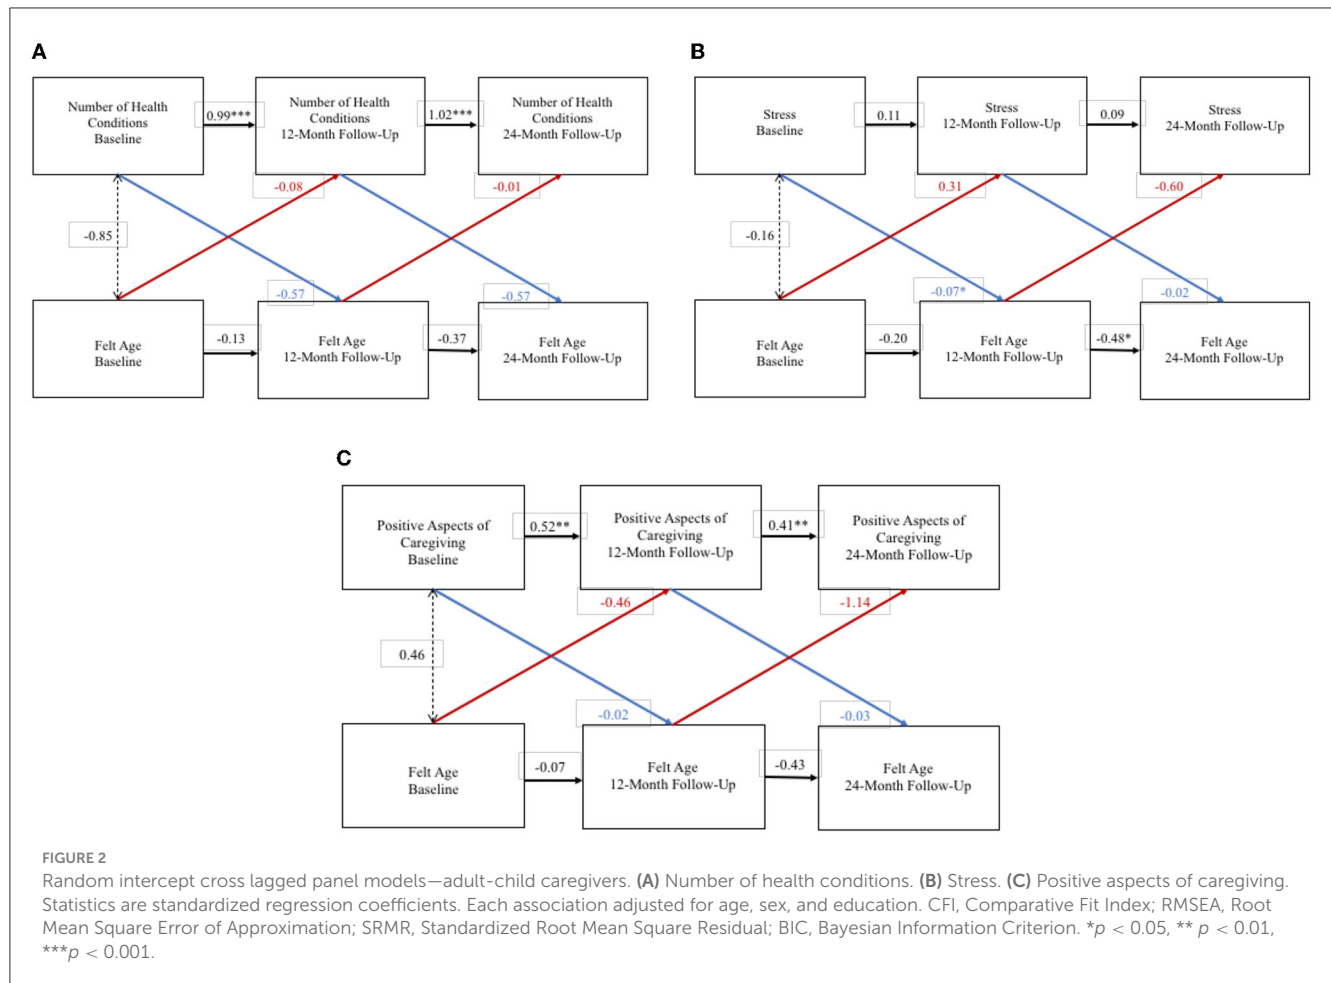 A
Number of Health
Conditions
Baseline
0.99***
Number of Health
Conditions
12-Month Follow-Up
1.02***
Number of Health
Conditions
24-Month Follow-Up
-0.08
-0.01
-0.85
-0.57
-0.57
Felt Age
Baseline
-0.13
Felt Age
12-Month Follow-Up
-0.37
Felt Age
24-Month Follow-Up
B
Stress
Baseline
0.11
Stress
12-Month Follow-Up
0.09
Stress
24-Month Follow-Up
0.31
-0.60
-0.16
-0.07*
-0.02
Felt Age
Baseline
-0.20
Felt Age
12-Month Follow-Up
-0.48*
Felt Age
24-Month Follow-Up
C
Positive Aspects of
Caregiving
Baseline
0.52**
Positive Aspects of
Caregiving
12-Month Follow-Up
0.41**
Positive Aspects of
Caregiving
24-Month Follow-Up
-0.46
-1.14
0.46
-0.02
-0.03
Felt Age
Baseline
-0.07
Felt Age
12-Month Follow-Up
-0.43
Felt Age
24-Month Follow-Up
FIGURE 2
Random intercept cross lagged panel models—adult-child caregivers. (A) Number of health conditions. (B) Stress. (C) Positive aspects of caregiving.
Statistics are standardized regression coefficients. Each association adjusted for age, sex, and education. CFI, Comparative Fit Index; RMSEA, Root
Mean Square Error of Approximation; SRMR, Standardized Root Mean Square Residual; BIC, Bayesian Information Criterion. *p < 0.05, ** p < 0.01,
***p < 0.001.